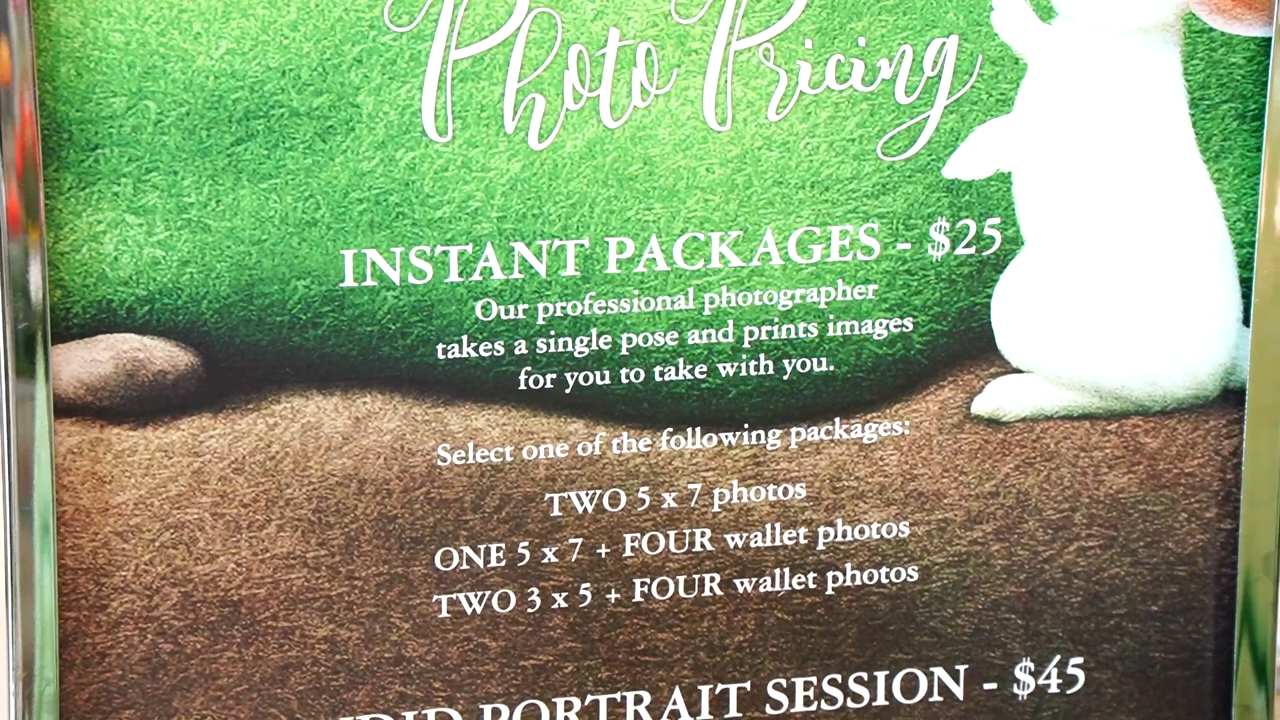 Photo Pricing
INSTANT PACKAGES - $25
Our professional photographer
takes a single pose and prints images
for you to take with you.
Select one of the following packages:
TWO 5 x 7 photos
ONE 5 x 7 + FOUR wallet photos
TWO 3 x 5 + FOUR wallet photos
PORTRAIT SESSION - $45